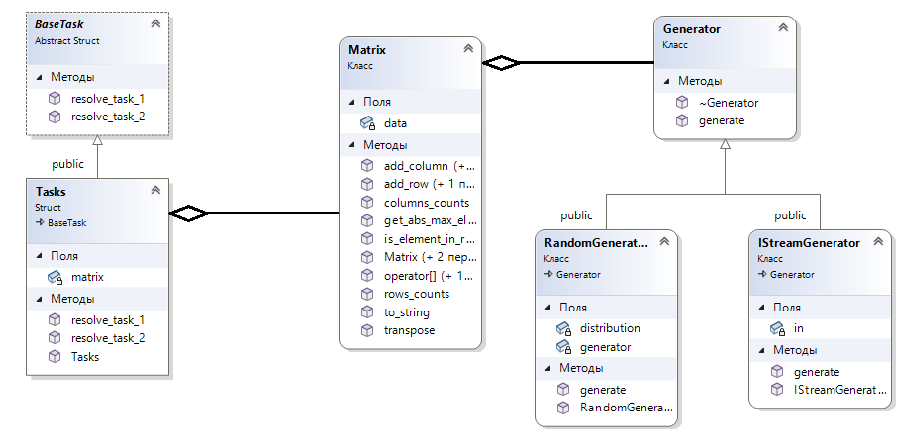 BaseTask
Abstract Struct
Методы
resolve_task_1
resolve_task_2
public
Tasks
Struct
BaseTask
Поля
matrix
Методы
resolve_task_1
resolve_task_2
Tasks
Matrix
Класс
Поля
data
Методы
add_column (+ ...
add_row (+ 1 п...
columns_counts
get_abs_max_el...
is_element_in_r...
Matrix (+ 2 пер...
operator[] (+ 1...
rows_counts
to_string
transpose
Generator
Класс
Методы
~Generator
generate
public
public
RandomGenerat...
Класс
Generator
Поля
distribution
generator
Методы
generate
RandomGenera...
IStreamGenerator
Класс
Generator
Поля
in
Методы
generate
IStreamGenerat...